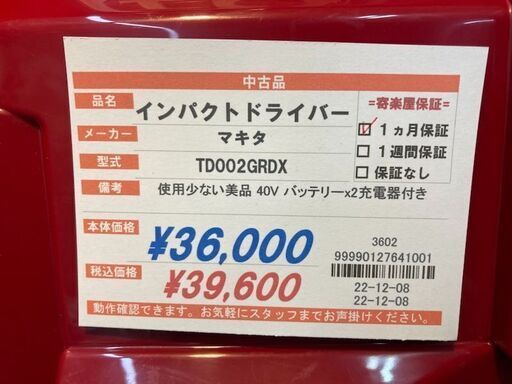 中古品
品名 インパクトドライバー
メーカー マキタ
型式 TD002GRDX
備考 使用少ない美品 40V バッテリーx2充電器付き
=寄楽屋保証=
☑ 1ヵ月保証
□ 1週間保証
□ 保証なし
本体価格 ¥36,000
税込価格 ¥39,600
3602
99990127641001
22-12-08
22-12-08
動作確認できます。お気軽にスタッフまでお声掛けください。